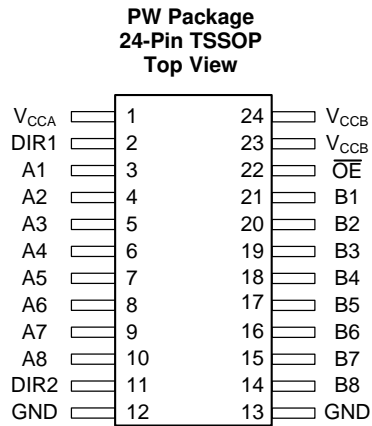 PW Package
24-Pin TSSOP
Top View
VCCA 1 24 VCCB
DIR1 2 23 VCCB
A1 3 22 O̅E̅
A2 4 21 B1
A3 5 20 B2
A4 6 19 B3
A5 7 18 B4
A6 8 17 B5
A7 9 16 B6
A8 10 15 B7
DIR2 11 14 B8
GND 12 13 GND